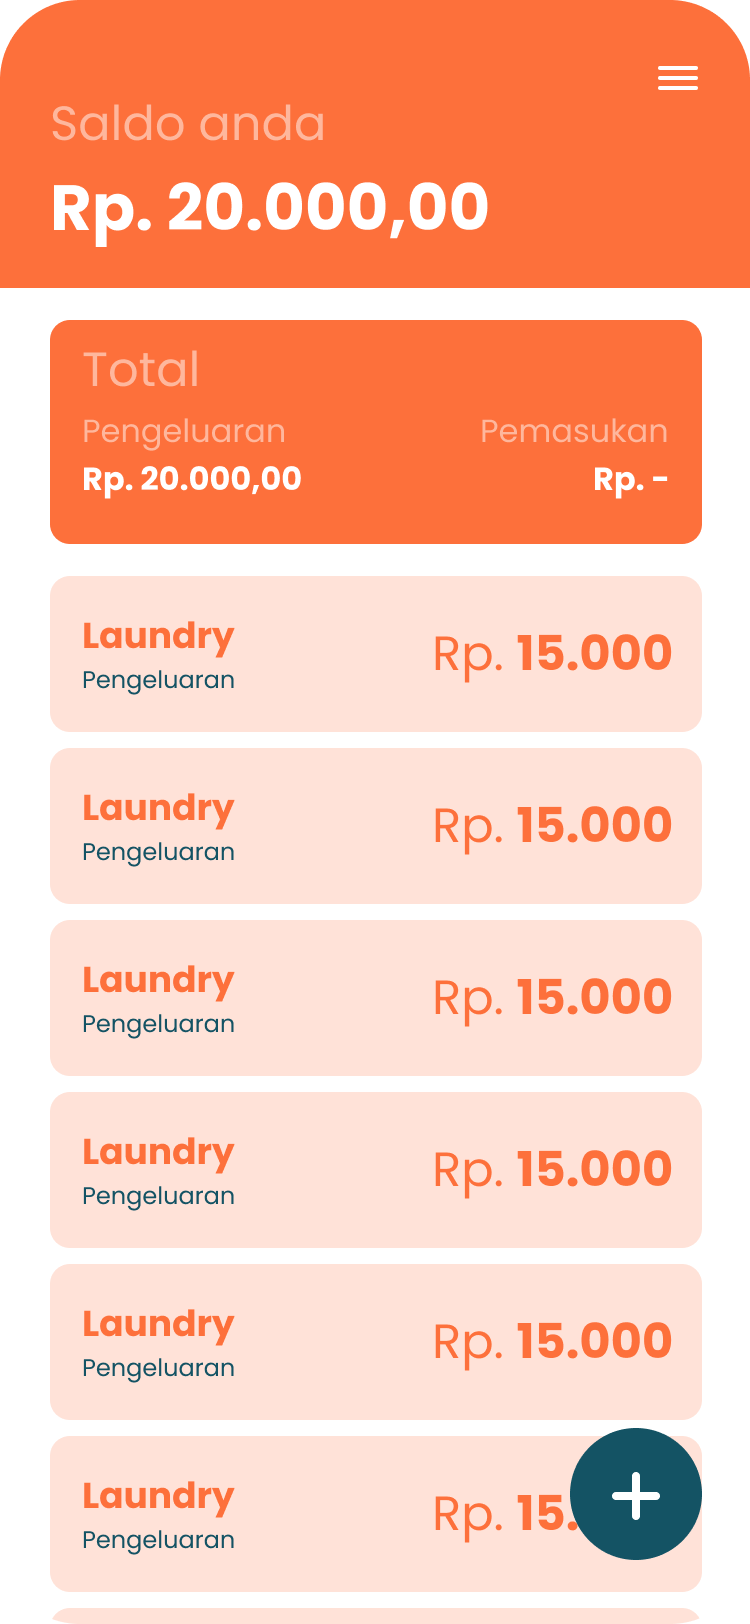 Saldo anda
Rp. 20.000,00
Total
Pengeluaran Pemasukan
Rp. 20.000,00 Rp. -
Laundry
Pengeluaran
Rp. 15.000
Laundry
Pengeluaran
Rp. 15.000
Laundry
Pengeluaran
Rp. 15.000
Laundry
Pengeluaran
Rp. 15.000
Laundry
Pengeluaran
Rp. 15.000
Laundry
Pengeluaran
Rp. 15.